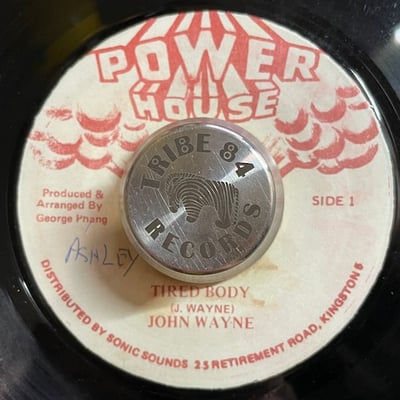 POWER
HOUSE
TRIBE 84
RECORDS
Produced &
Arranged By
George Phang
SIDE 1
ASHLEY
TIRED BODY
(J. WAYNE)
JOHN WAYNE
DISTRIBUTED BY SONIC SOUNDS 25 RETIREMENT ROAD, KINGSTON 5